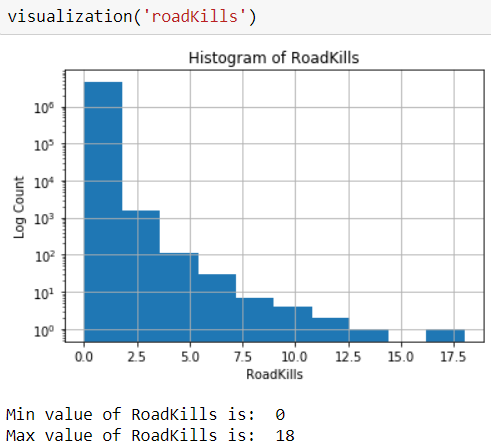 visualization('roadKills')
Histogram of RoadKills
10⁶
10⁵
10⁴
10³
10²
10¹
10⁰
Log Count
0.0 2.5 5.0 7.5 10.0 12.5 15.0 17.5
RoadKills
Min value of RoadKills is:  0
Max value of RoadKills is:  18